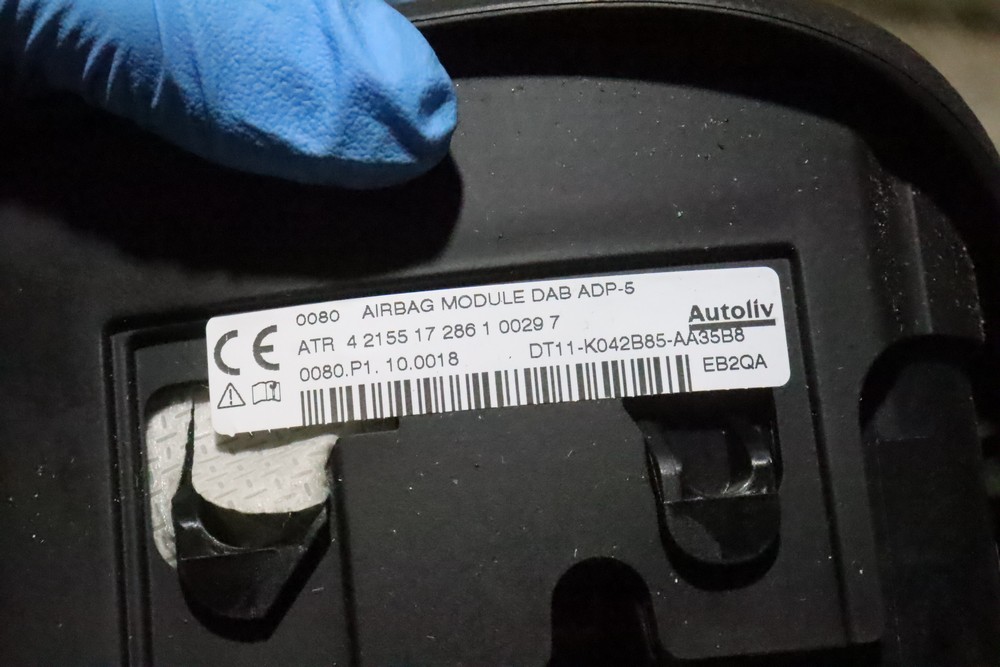 CE
0080 AIRBAG MODULE DAB ADP-5
Autoliv
ATR 4 2155 17 286 1 0029 7
DT11-K042B85-AA35B8
0080.P1. 10.0018
EB2QA